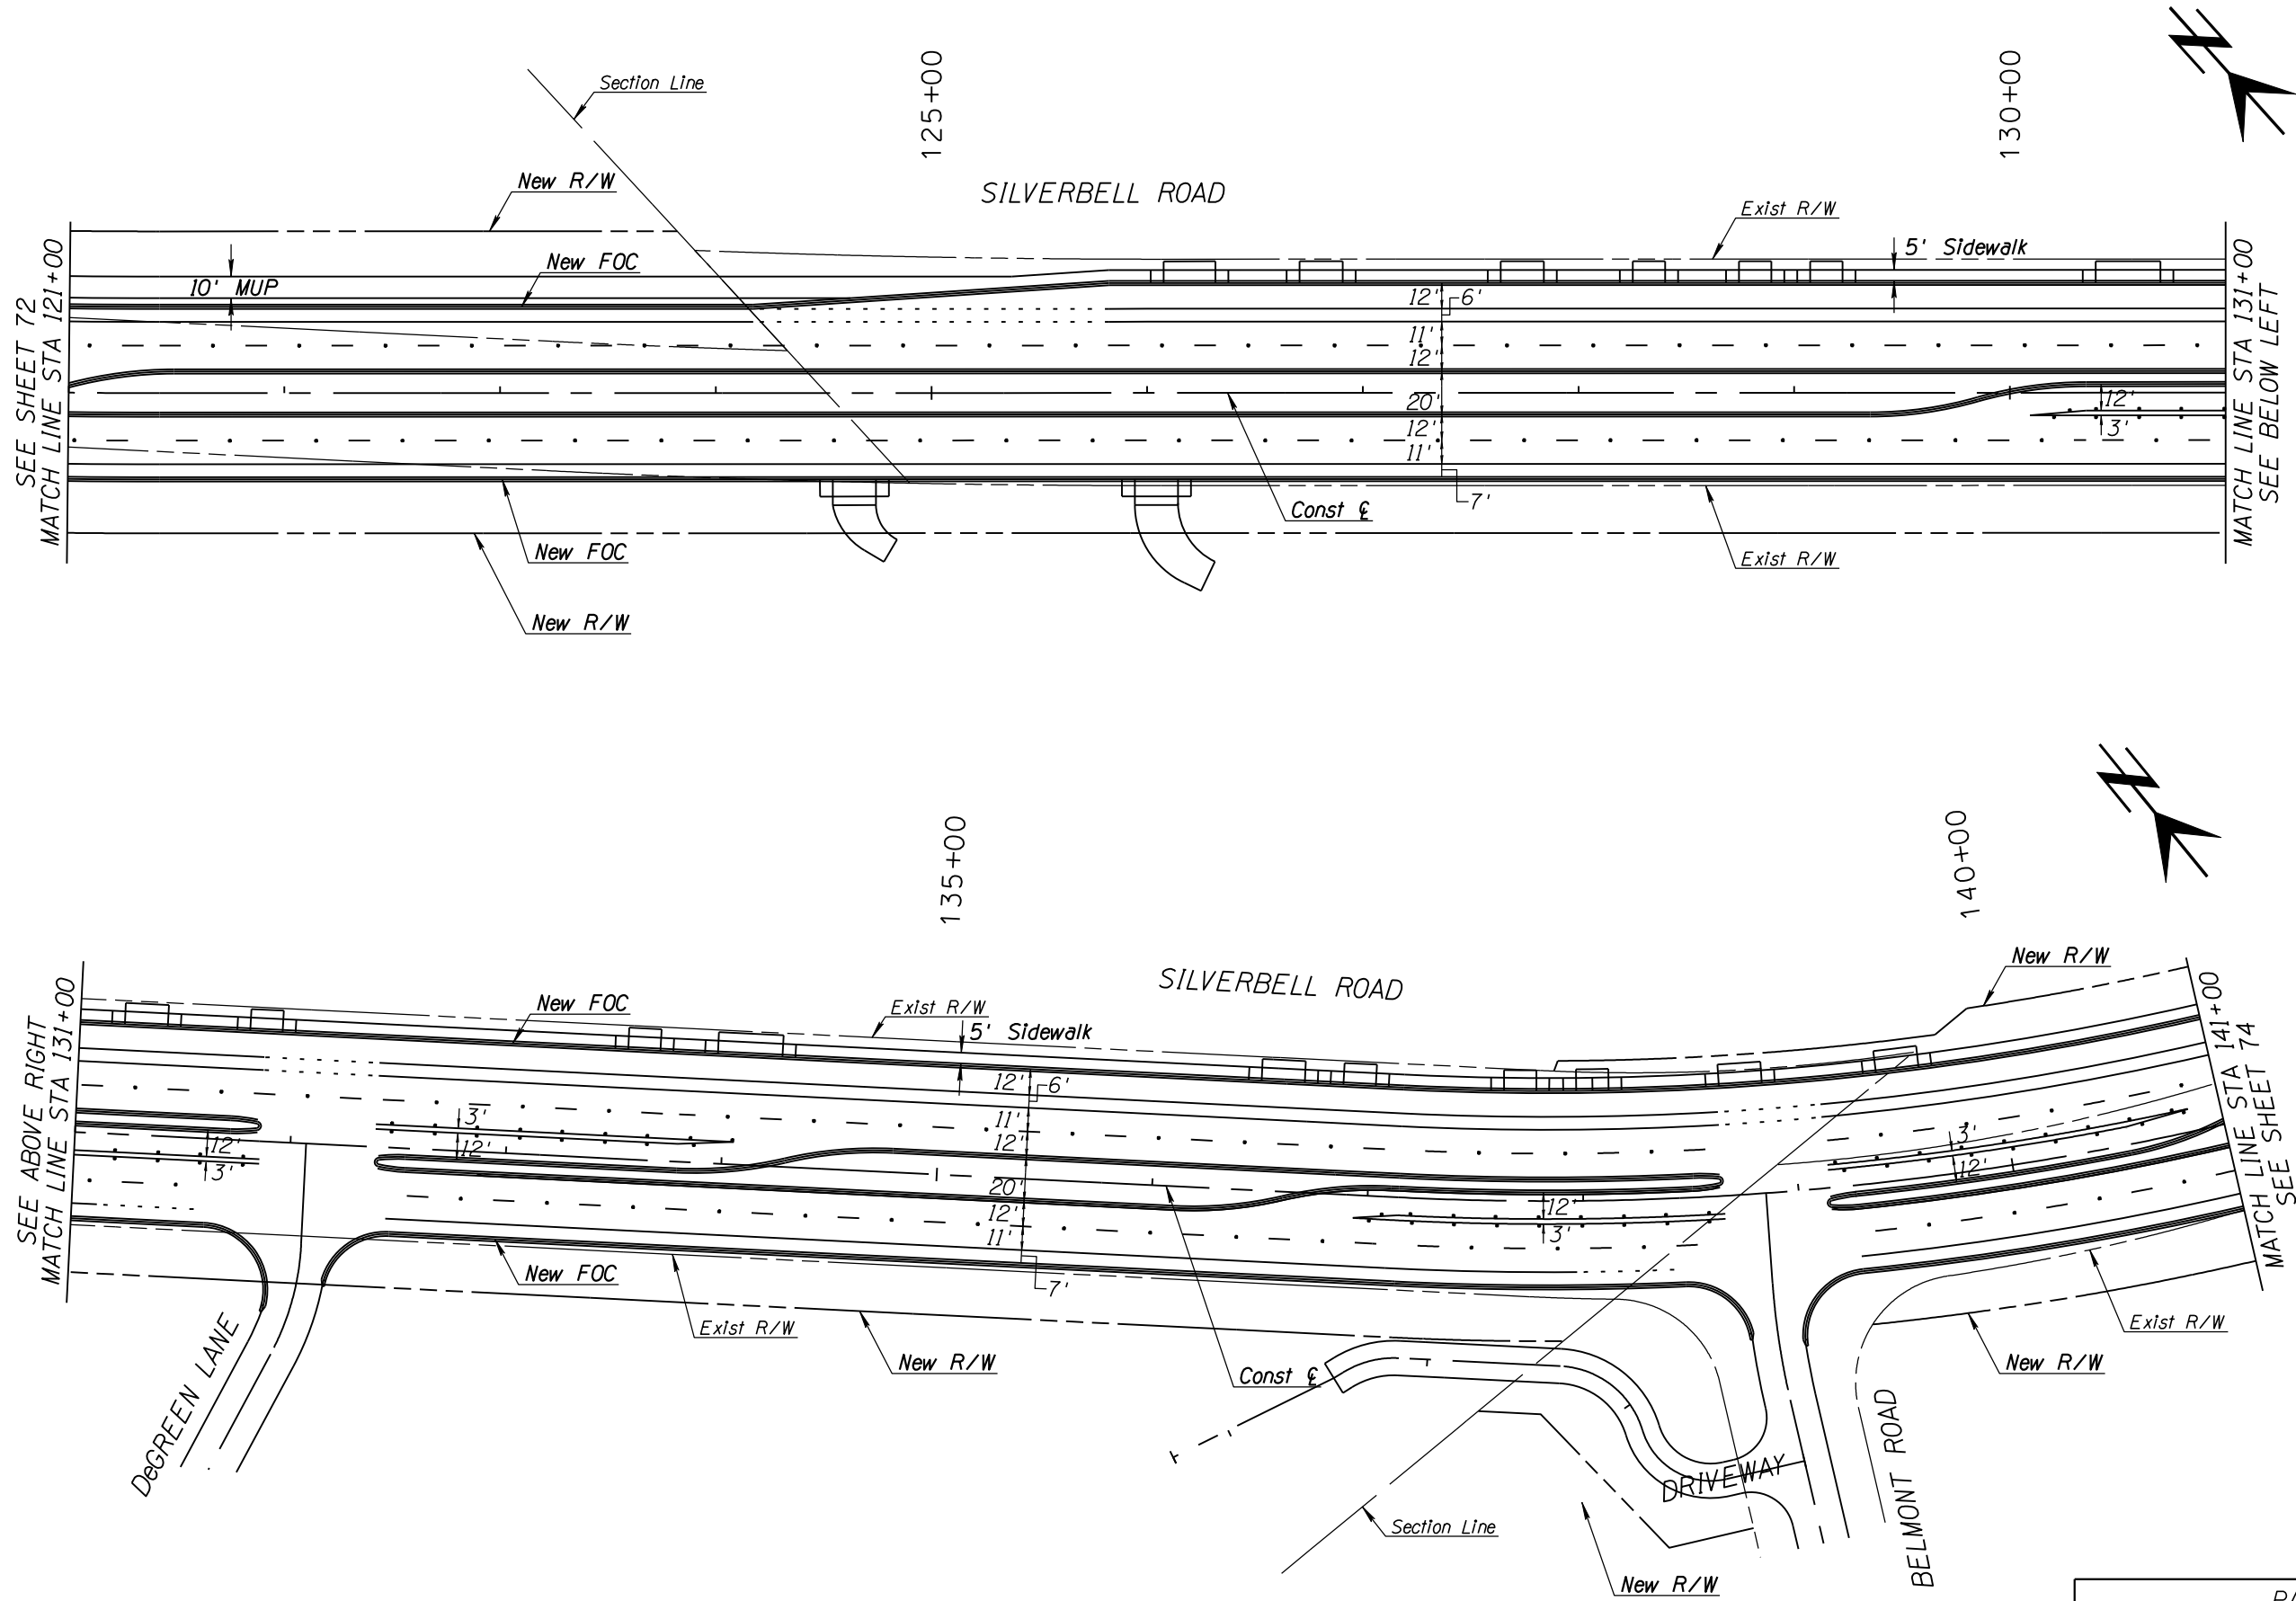 Section Line
125+00
130+00
New R/W
SILVERBELL ROAD
Exist R/W
5' Sidewalk
New FOC
10' MUP
SEE SHEET 72
MATCH LINE STA 121+00
12'
6'
11'
12'
20'
12'
11'
7'
12'
3'
MATCH LINE STA 131+00
SEE BELOW LEFT
Const ℄
New FOC
Exist R/W
New R/W
135+00
140+00
New R/W
SILVERBELL ROAD
New FOC
Exist R/W
5' Sidewalk
SEE ABOVE RIGHT
MATCH LINE STA 131+00
12'
6'
11'
12'
20'
12'
11'
7'
3'
12'
12'
3'
12'
3'
3'
12'
MATCH LINE STA 141+00
SEE SHEET 74
New FOC
Exist R/W
New R/W
Const ℄
Exist R/W
New R/W
DeGREEN LANE
DRIVEWAY
BELMONT ROAD
Section Line
New R/W